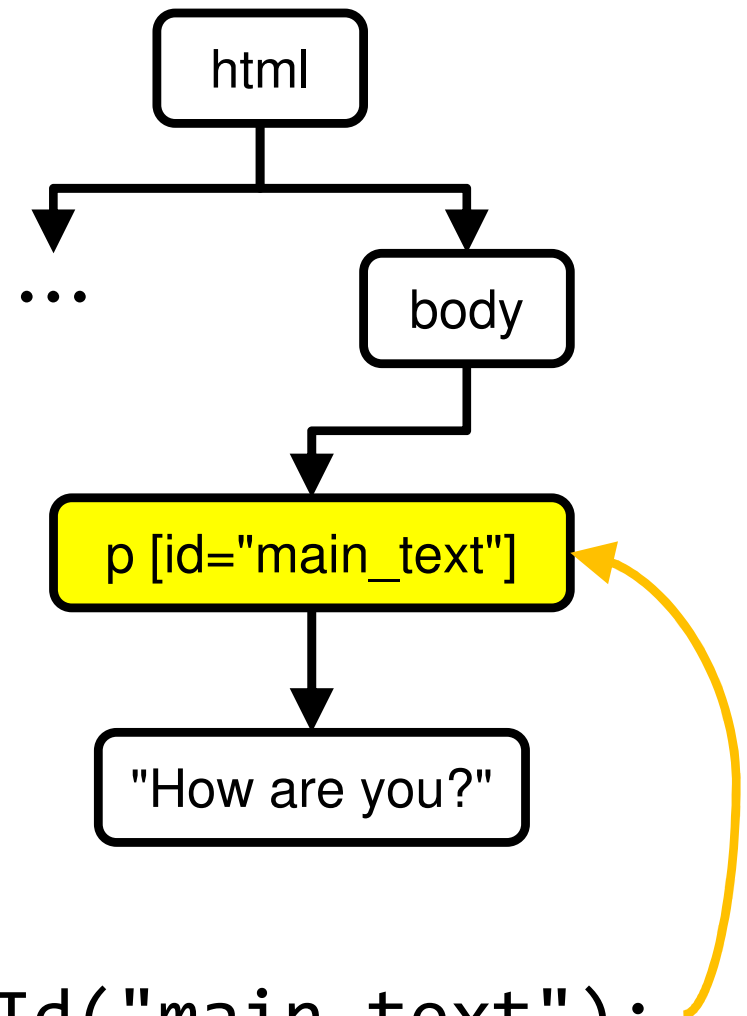 html
...
body
p [id="main_text"]
"How are you?"
Id("main_text");